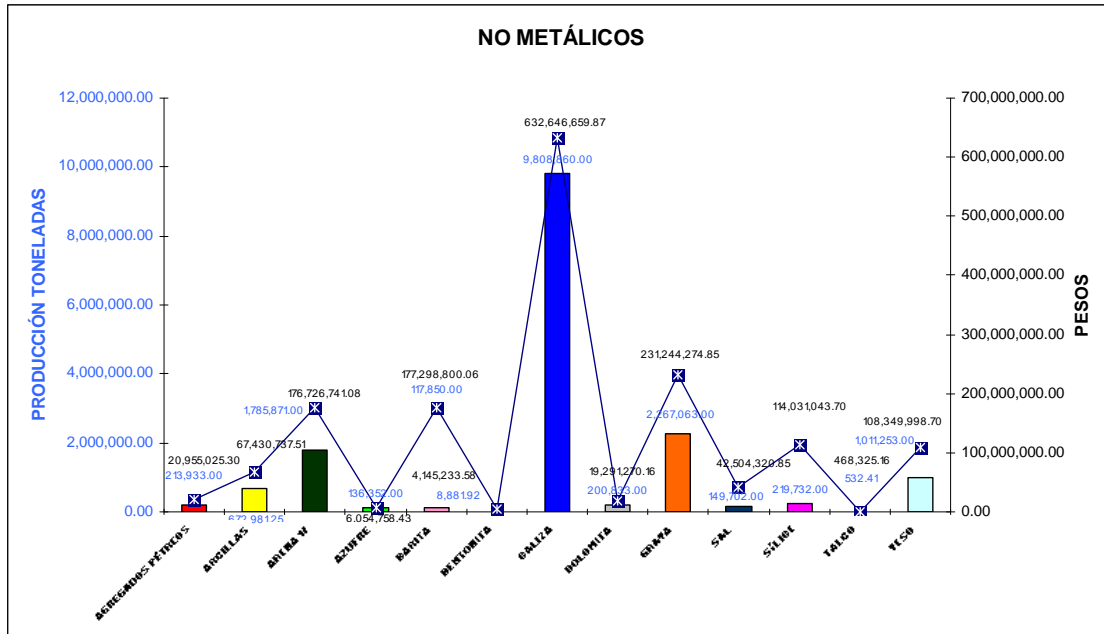 NO METÁLICOS
PRODUCCIÓN TONELADAS
12,000,000.00
10,000,000.00
8,000,000.00
6,000,000.00
4,000,000.00
2,000,000.00
0.00
20,955,025.30
213,933.00
67,430,737.51
672,981.25
176,726,741.08
1,785,871.00
136,352.00
6,054,758.43
177,298,800.06
117,850.00
4,145,233.58
8,881.92
632,646,659.87
9,808,860.00
19,291,270.16
200,833.00
231,244,274.85
2,267,063.00
42,504,320.85
149,702.00
114,031,043.70
219,732.00
468,325.16
532.41
108,349,998.70
1,011,253.00
700,000,000.00
600,000,000.00
500,000,000.00
400,000,000.00
300,000,000.00
200,000,000.00
100,000,000.00
0.00
PESOS
AGREGADOS PÉTREOS
ARCILLAS
ARENA
AZUFRE
BARITA
BENTONITA
CALIZA
DOLOMITA
GRAVA
SAL
SÍLICE
TALCO
YESO